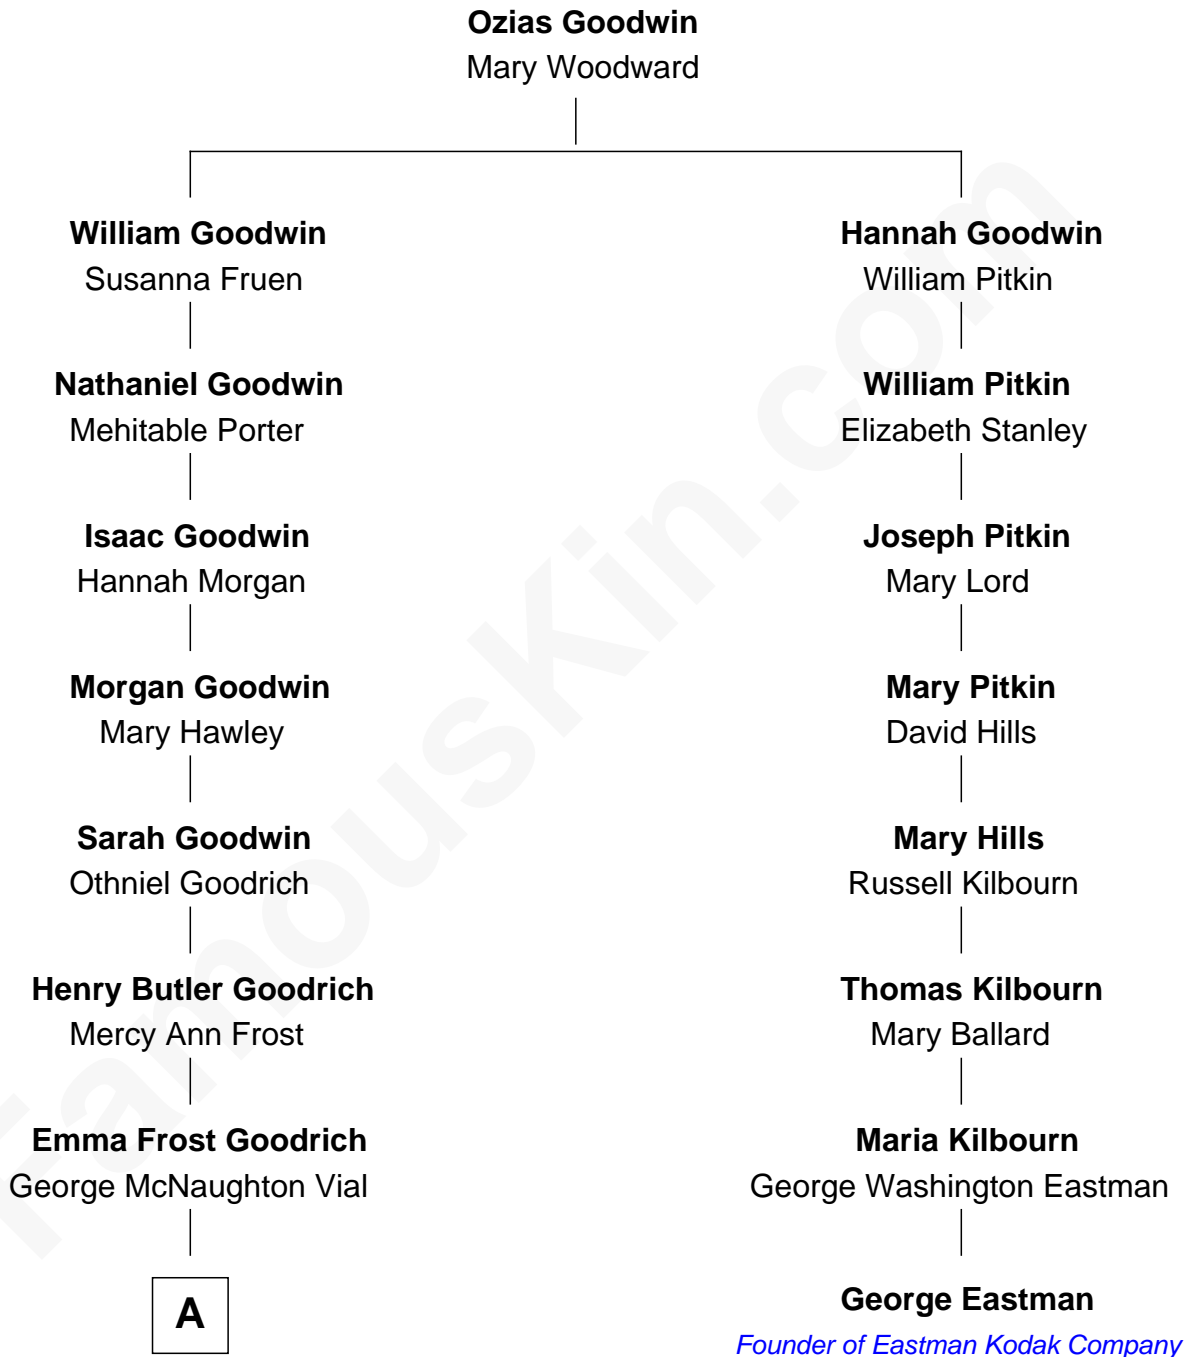 Ozias Goodwin
Mary Woodward
William Goodwin
Susanna Fruen
Hannah Goodwin
William Pitkin
Nathaniel Goodwin
Mehitable Porter
William Pitkin
Elizabeth Stanley
Isaac Goodwin
Hannah Morgan
Joseph Pitkin
Mary Lord
Morgan Goodwin
Mary Hawley
Mary Pitkin
David Hills
Sarah Goodwin
Othniel Goodrich
Mary Hills
Russell Kilbourn
Henry Butler Goodrich
Mercy Ann Frost
Thomas Kilbourn
Mary Ballard
Emma Frost Goodrich
George McNaughton Vial
Maria Kilbourn
George Washington Eastman
A
George Eastman
Founder of Eastman Kodak Company
FamousKin.com